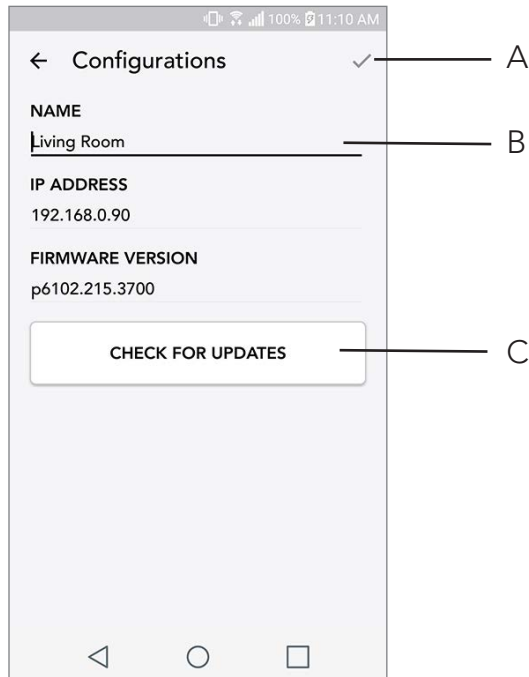 100% 11:10 AM
Configurations
A
NAME
Living Room
B
IP ADDRESS
192.168.0.90
FIRMWARE VERSION
p6102.215.3700
CHECK FOR UPDATES
C